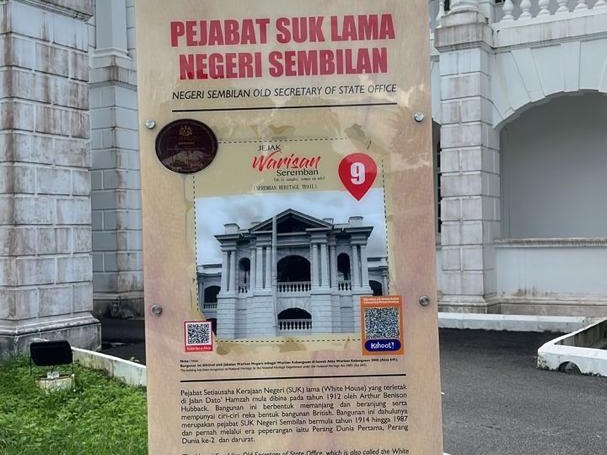 PEJABAT SUK LAMA
NEGERI SEMBILAN
NEGERI SEMBILAN OLD SECRETARY OF STATE OFFICE
JEJAK
Warisan
Seremban
(SEREMBAN HERITAGE TRAIL)
9
Kahoot!
Pejabat Setiausaha Kerajaan Negeri (SUK) lama (White House) yang terletak
di Jalan Dato' Hamzah mula dibina pada tahun 1912 oleh Arthur Benison
Hubback. Bangunan ini berbentuk memanjang dan beranjung serta
mempunyai ciri-ciri reka bentuk bangunan British. Bangunan ini dahulunya
merupakan pejabat SUK Negeri Sembilan bermula tahun 1914 hingga 1987
dan pernah melalui era peperangan iaitu Perang Dunia Pertama, Perang
Dunia ke-2 dan darurat.